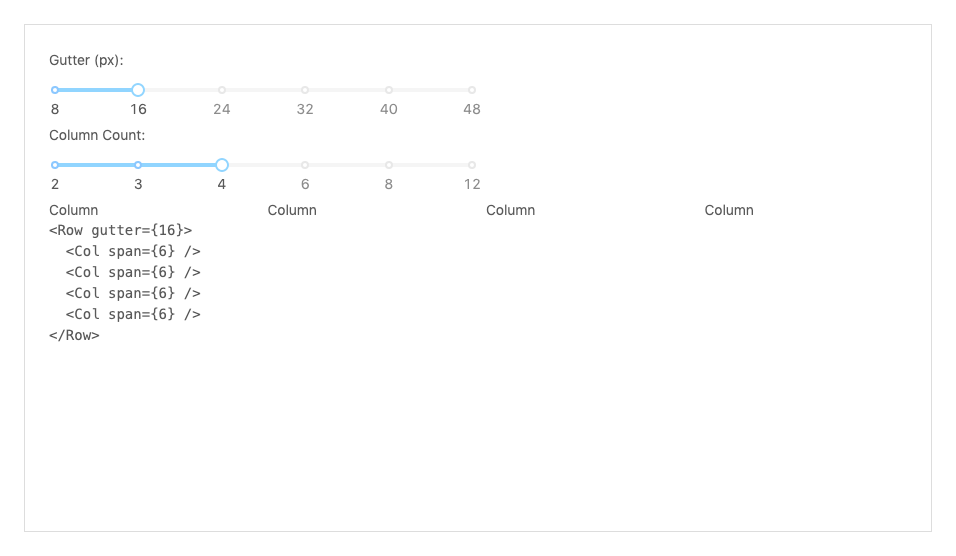 Gutter (px):
8 16 24 32 40 48
Column Count:
2 3 4 6 8 12
Column Column Column Column
<Row gutter={16}>
  <Col span={6} />
  <Col span={6} />
  <Col span={6} />
  <Col span={6} />
</Row>